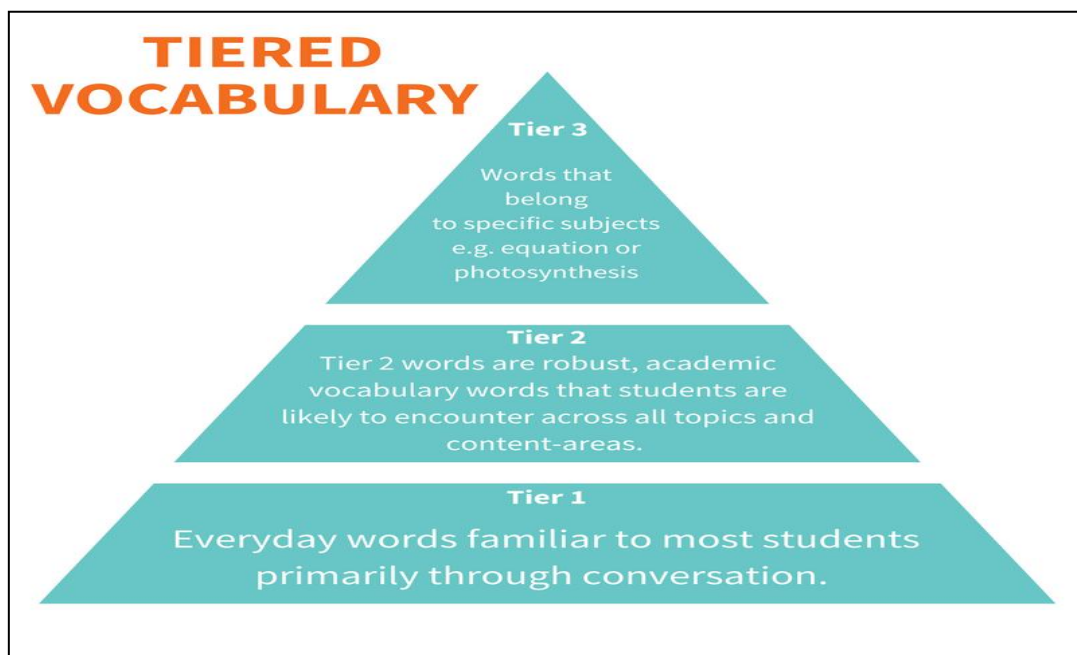 TIERED
VOCABULARY
Tier 3
Words that
belong
to specific subjects
e.g. equation or
photosynthesis
Tier 2
Tier 2 words are robust, academic
vocabulary words that students are
likely to encounter across all topics and
content-areas.
Tier 1
Everyday words familiar to most students
primarily through conversation.